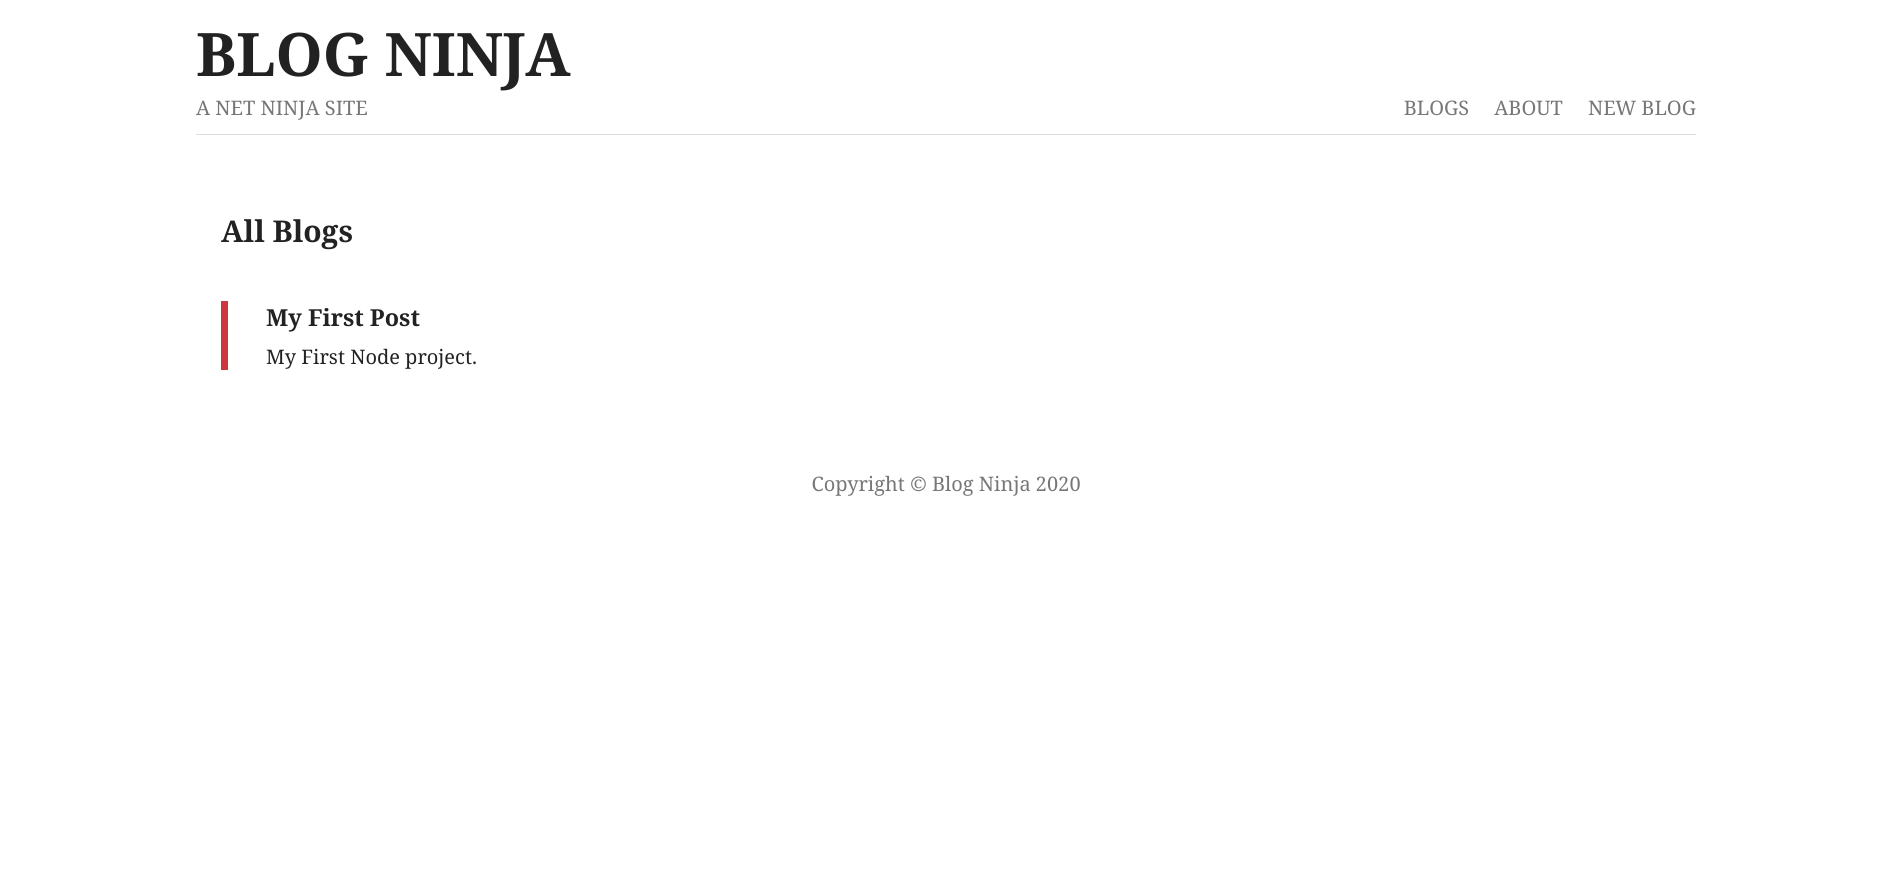 BLOG NINJA
A NET NINJA SITE
BLOGS ABOUT NEW BLOG
All Blogs
My First Post
My First Node project.
Copyright © Blog Ninja 2020